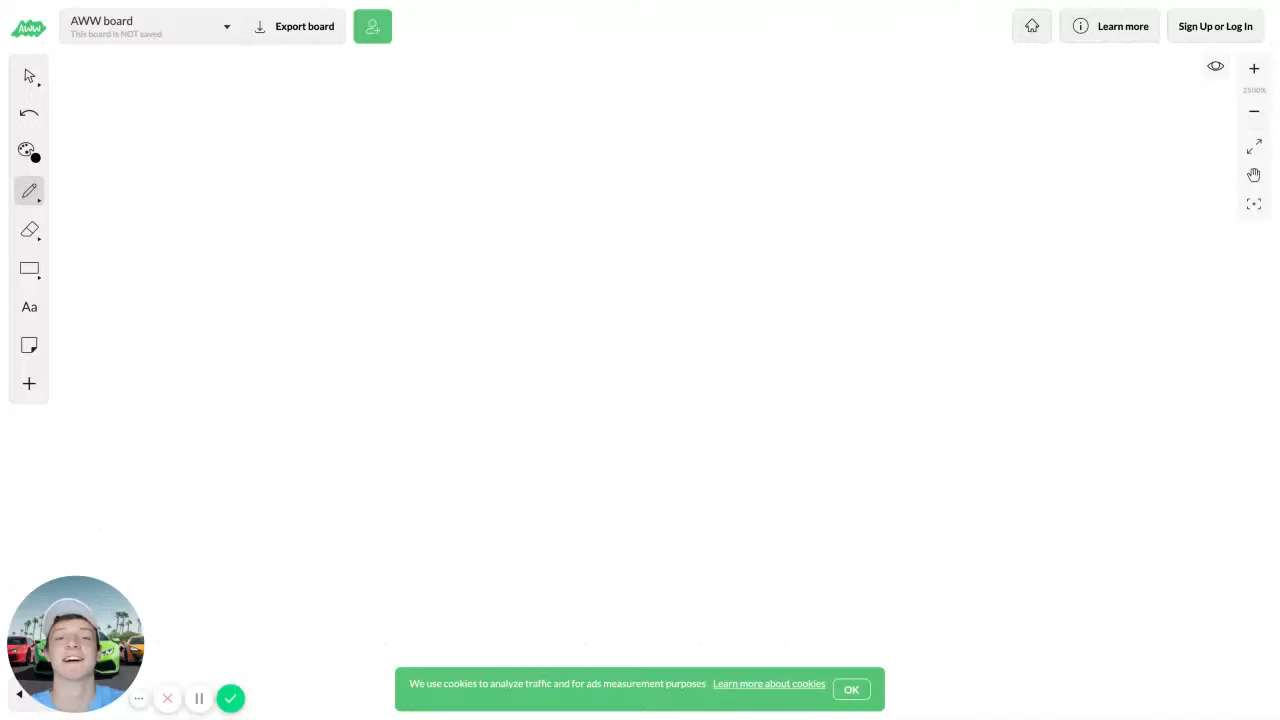 AWW
AWW board
This board is NOT saved
Export board
Learn more
Sign Up or Log In
2500%
Aa
We use cookies to analyze traffic and for ads measurement purposes Learn more about cookies OK